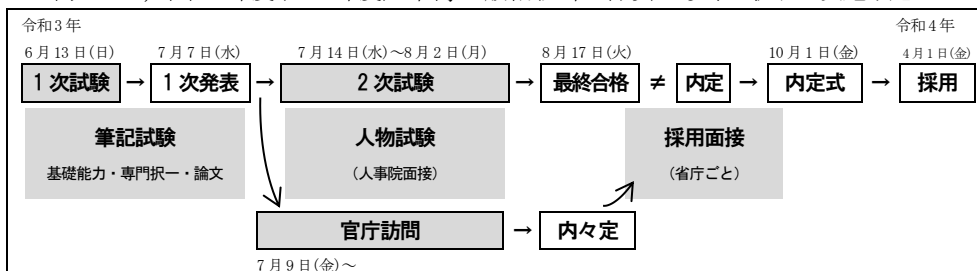 令和3年 令和4年
6月13日(日) 7月7日(水) 7月14日(水)～8月2日(月) 8月17日(火) 10月1日(金) 4月1日(金)
1次試験 → 1次発表 → 2次試験 → 最終合格 ≠ 内定 → 内定式 → 採用
筆記試験 人物試験 採用面接
基礎能力・専門択一・論文 (人事院面接) (省庁ごと)
官庁訪問 → 内々定
7月9日(金)～